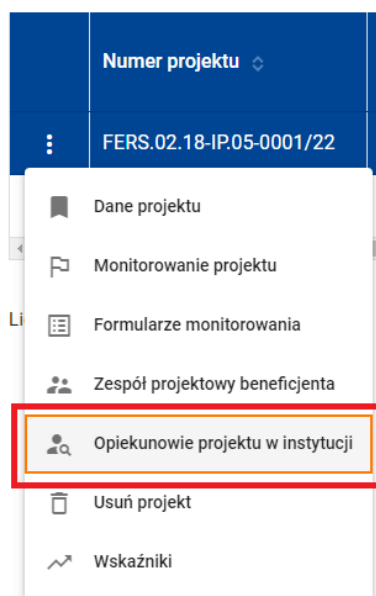 Numer projektu
FERS.02.18-IP.05-0001/22
Dane projektu
Monitorowanie projektu
Li
Formularze monitorowania
Zespół projektowy beneficjenta
Opiekunowie projektu w instytucji
Usuń projekt
Wskaźniki